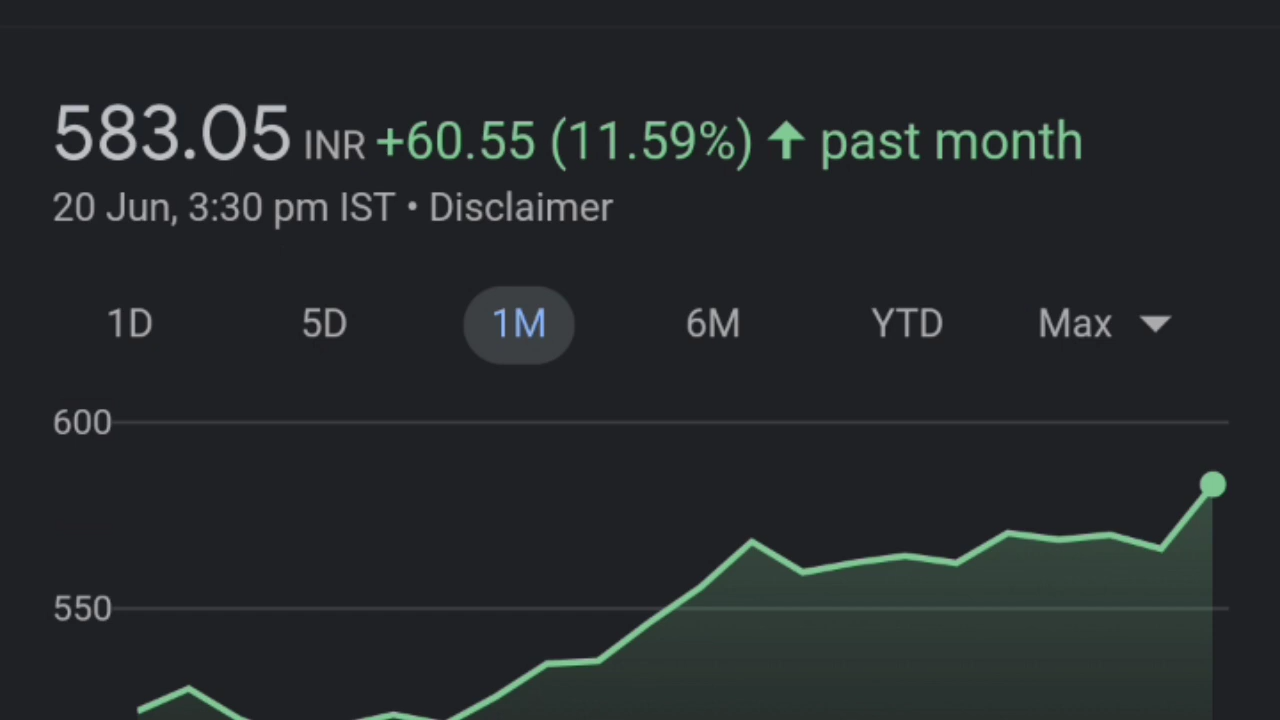 583.05 INR +60.55 (11.59%) ↑ past month
20 Jun, 3:30 pm IST • Disclaimer
1D 5D 1M 6M YTD Max
600
550